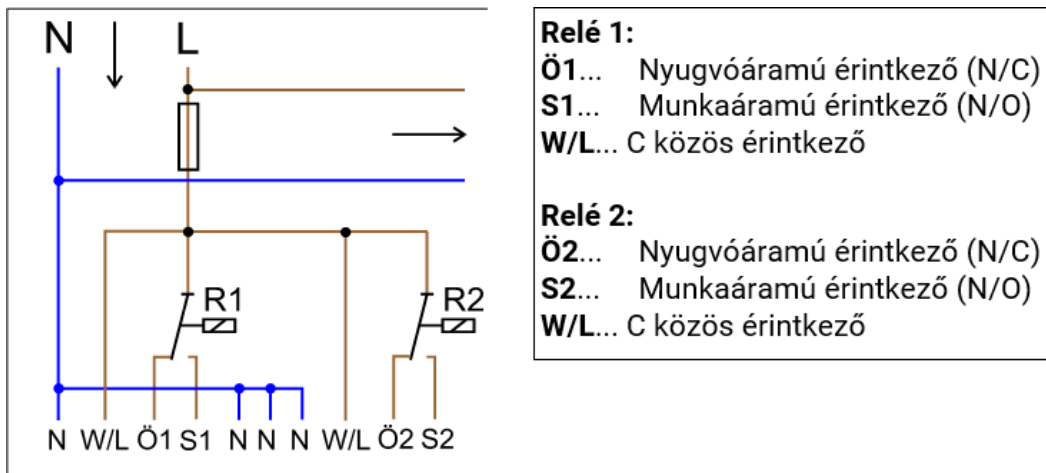 N L
R1 R2
N W/L Ö1 S1 N N N W/L Ö2 S2
Relé 1:
Ö1... Nyugvóáramú érintkező (N/C)
S1... Munkaáramú érintkező (N/O)
W/L... C közös érintkező
Relé 2:
Ö2... Nyugvóáramú érintkező (N/C)
S2... Munkaáramú érintkező (N/O)
W/L... C közös érintkező